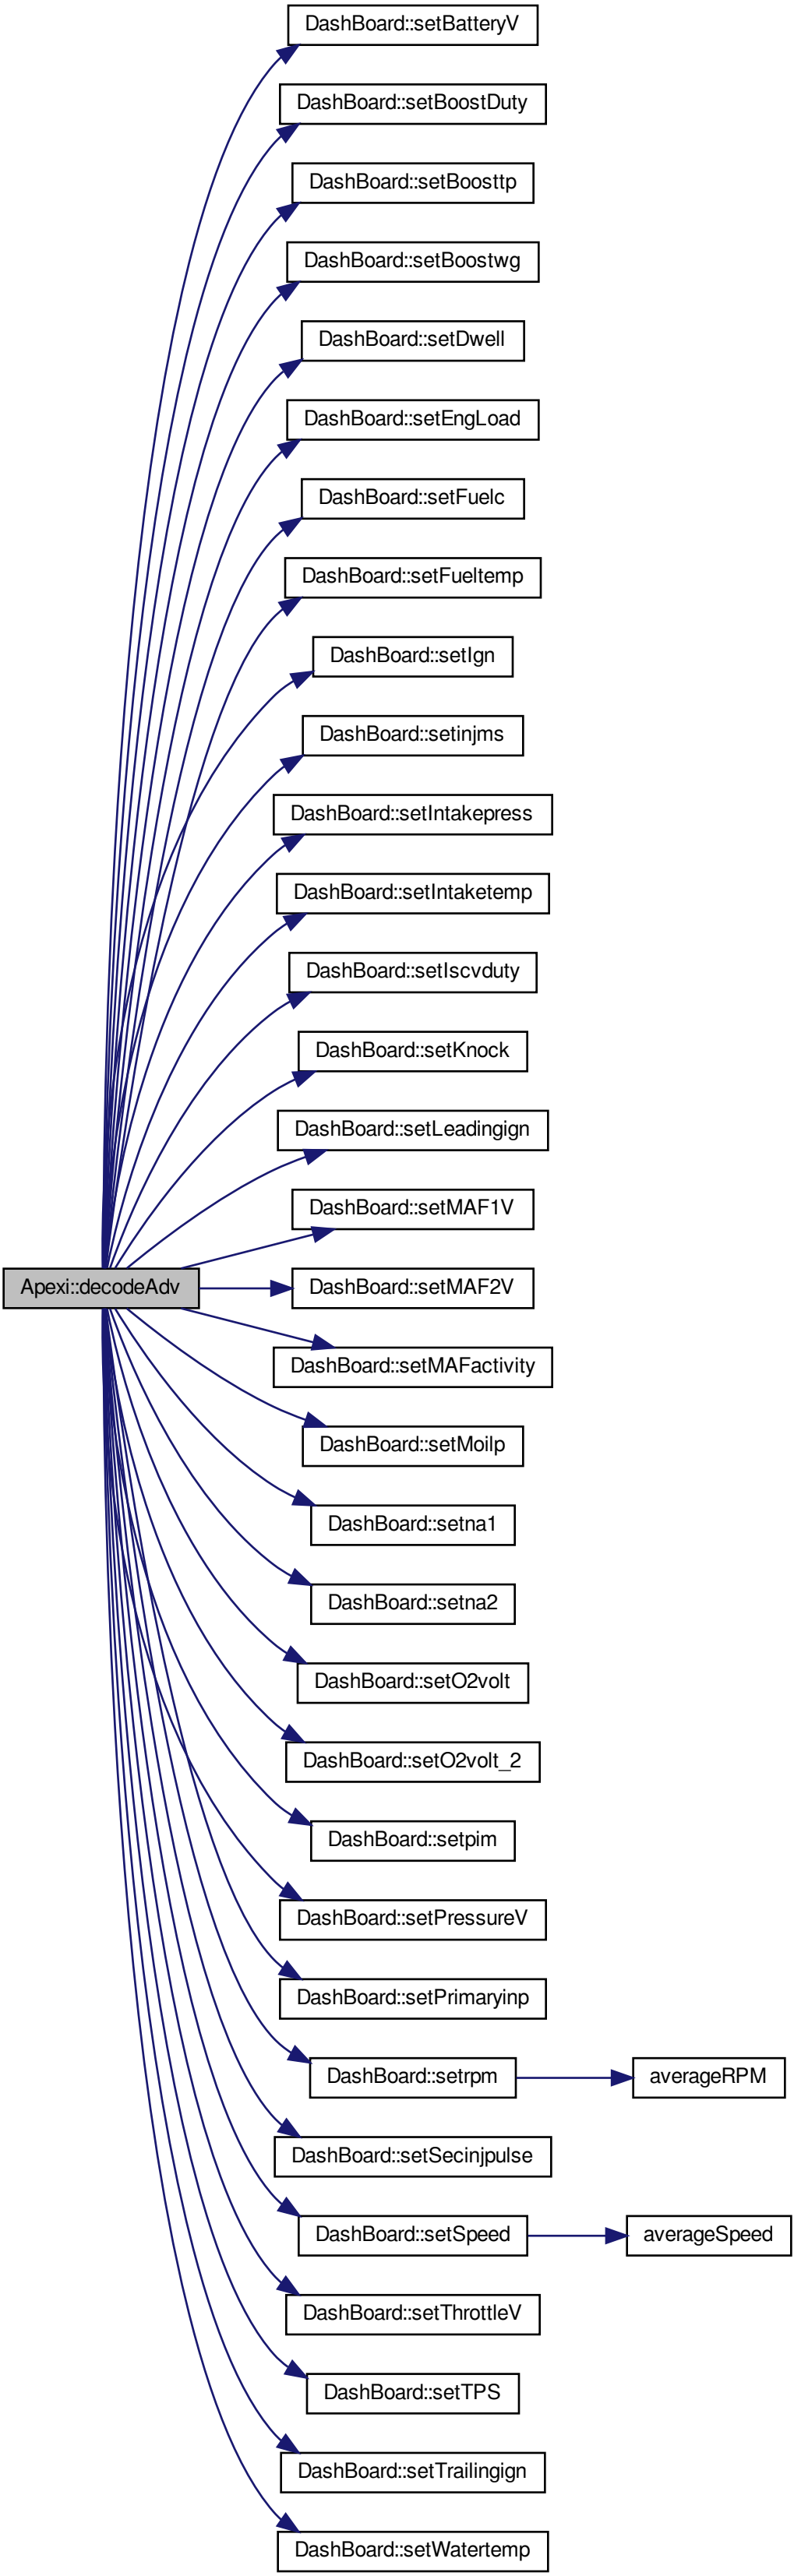 DashBoard::setBatteryV
DashBoard::setBoostDuty
DashBoard::setBoosttp
DashBoard::setBoostwg
DashBoard::setDwell
DashBoard::setEngLoad
DashBoard::setFuelc
DashBoard::setFueltemp
DashBoard::setIgn
DashBoard::setinjms
DashBoard::setIntakepress
DashBoard::setIntaketemp
DashBoard::setIscvduty
DashBoard::setKnock
DashBoard::setLeadingign
DashBoard::setMAF1V
Apexi::decodeAdv
DashBoard::setMAF2V
DashBoard::setMAFactivity
DashBoard::setMoilp
DashBoard::setna1
DashBoard::setna2
DashBoard::setO2volt
DashBoard::setO2volt_2
DashBoard::setpim
DashBoard::setPressureV
DashBoard::setPrimaryinp
DashBoard::setrpm
averageRPM
DashBoard::setSecinjpulse
DashBoard::setSpeed
averageSpeed
DashBoard::setThrottleV
DashBoard::setTPS
DashBoard::setTrailingign
DashBoard::setWatertemp